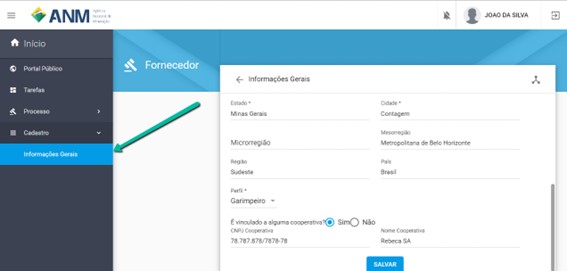 ANM Agência Nacional de Mineração
JOAO DA SILVA
Início
Portal Público
Tarefas
Processo
Cadastro
Informações Gerais
Fornecedor
Informações Gerais
Estado *
Cidade *
Minas Gerais
Contagem
Microrregião
Mesorregião
Metropolitana de Belo Horizonte
Região
País
Sudeste
Brasil
Perfil *
Garimpeiro
É vinculado a alguma cooperativa? Sim Não
CNPJ Cooperativa
Nome Cooperativa
78.787.878/7878-78
Rebeca SA
SALVAR